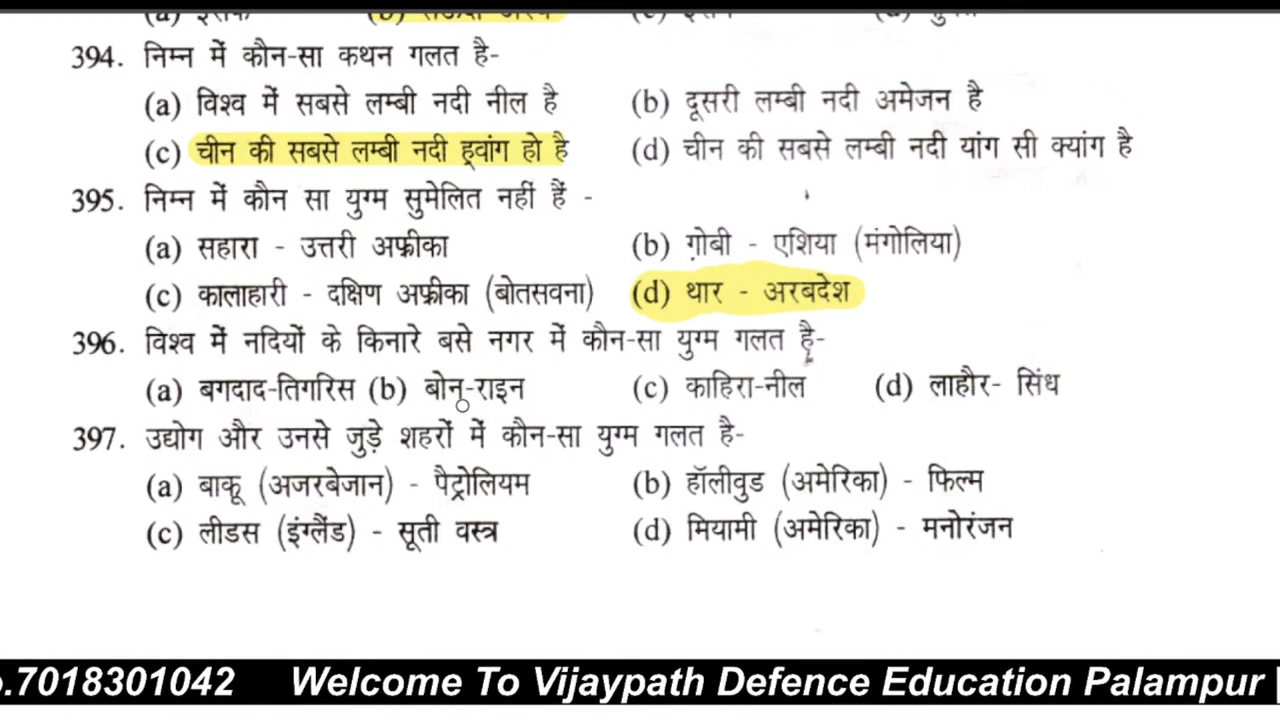 394. निम्न में कौन-सा कथन गलत है-
(a) विश्व में सबसे लम्बी नदी नील है (b) दूसरी लम्बी नदी अमेजन है
(c) चीन की सबसे लम्बी नदी ह्वांग हो है (d) चीन की सबसे लम्बी नदी यांग सी क्यांग है
395. निम्न में कौन सा युग्म सुमेलित नहीं हैं -
(a) सहारा - उत्तरी अफ्रीका (b) ग़ोबी - एशिया (मंगोलिया)
(c) कालाहारी - दक्षिण अफ्रीका (बोतसवना) (d) थार - अरबदेश
396. विश्व में नदियों के किनारे बसे नगर में कौन-सा युग्म गलत है-
(a) बगदाद-तिगरिस (b) बोन-राइन (c) काहिरा-नील (d) लाहौर- सिंध
397. उद्योग और उनसे जुड़े शहरों में कौन-सा युग्म गलत है-
(a) बाकू (अजरबेजान) - पैट्रोलियम (b) हॉलीवुड (अमेरिका) - फिल्म
(c) लीडस (इंग्लैंड) - सूती वस्त्र (d) मियामी (अमेरिका) - मनोरंजन
o.7018301042 Welcome To Vijaypath Defence Education Palampur